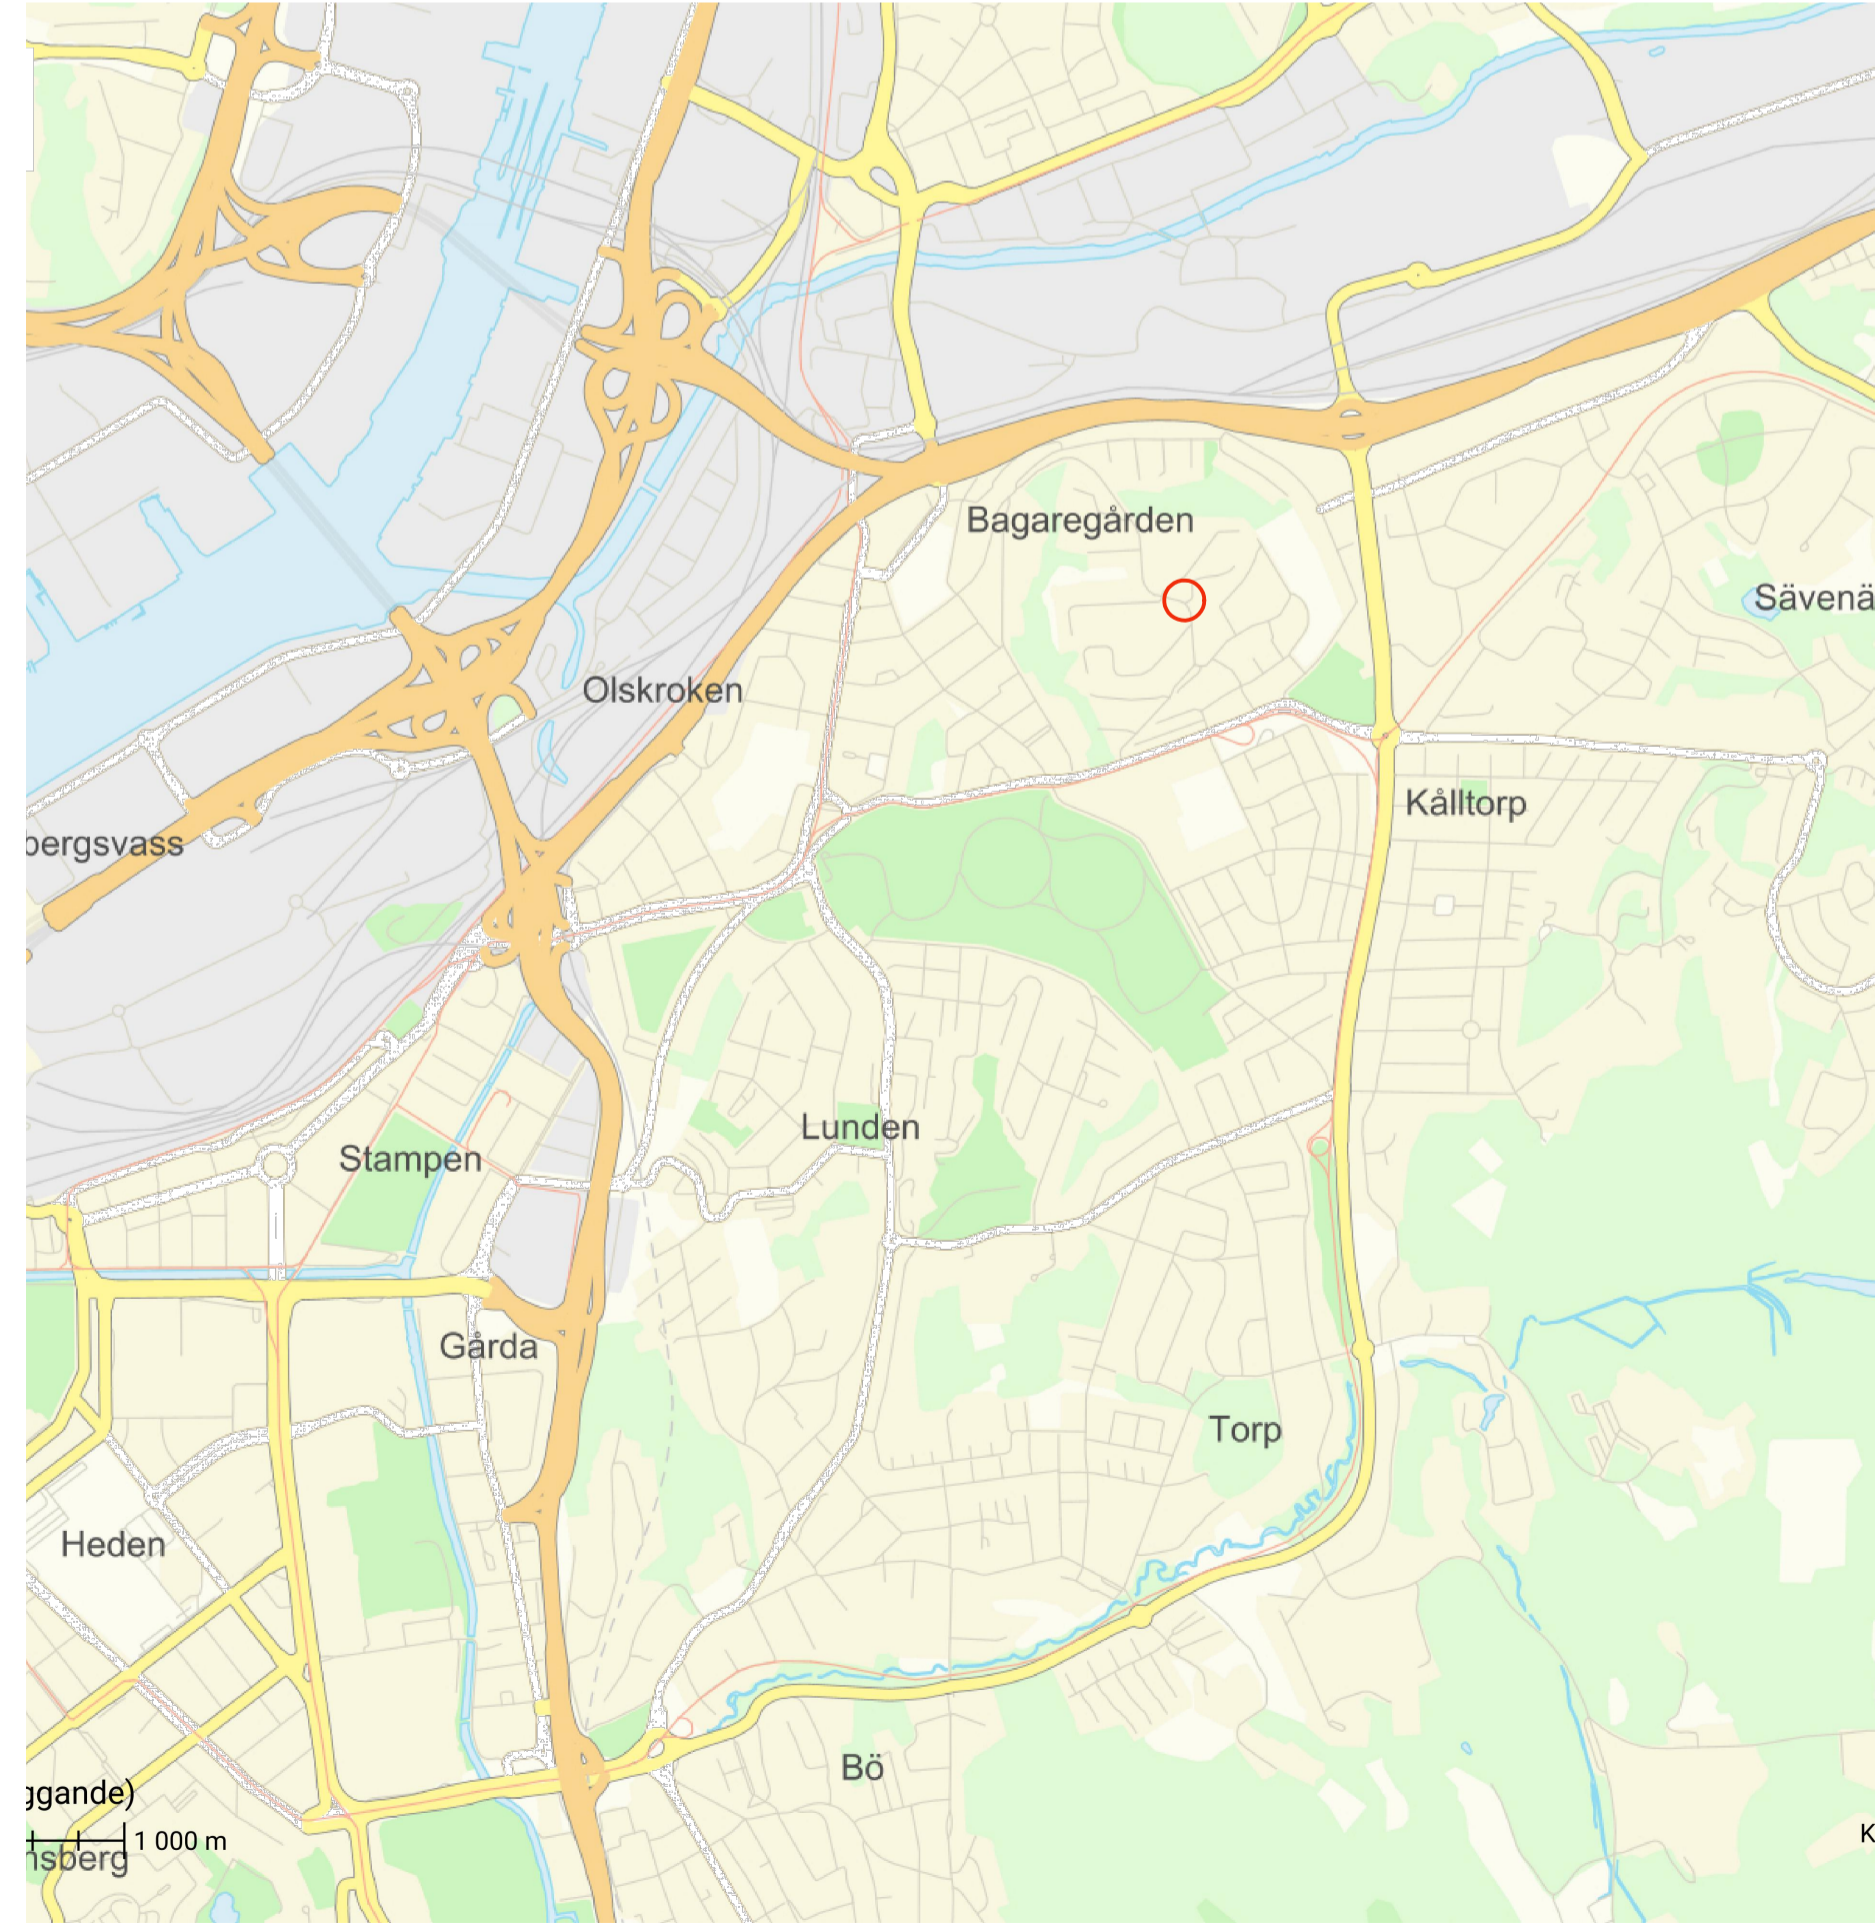 Bagaregården
Sävenä
Olskroken
Kålltorp
bergsvass
Lunden
Stampen
Gårda
Torp
Heden
Bö
ggande)
1 000 m
K
nsberg